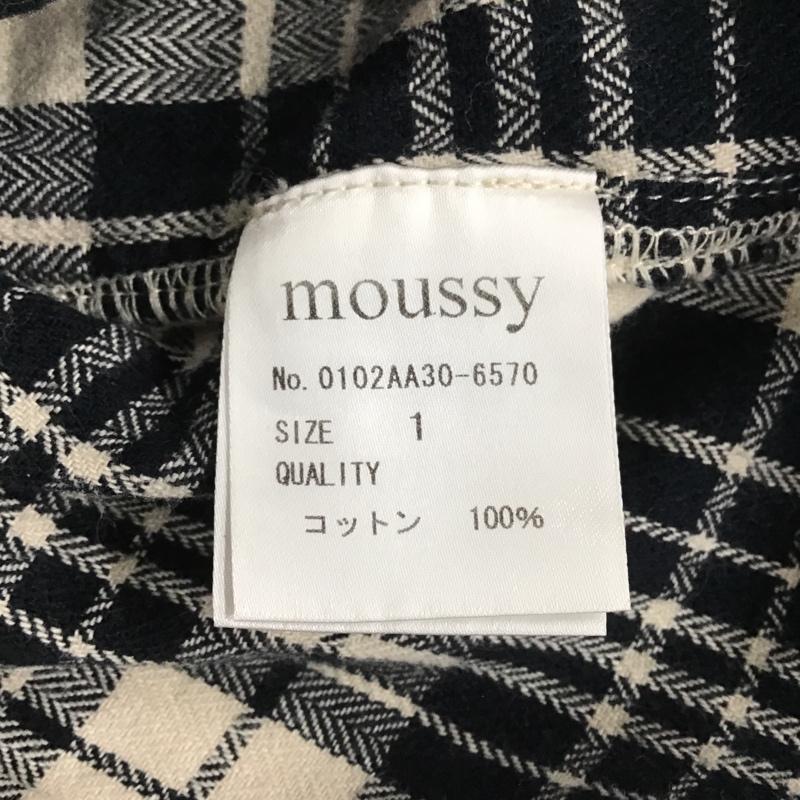 moussy
No. 0102AA30-6570
SIZE 1
QUALITY
コットン 100%